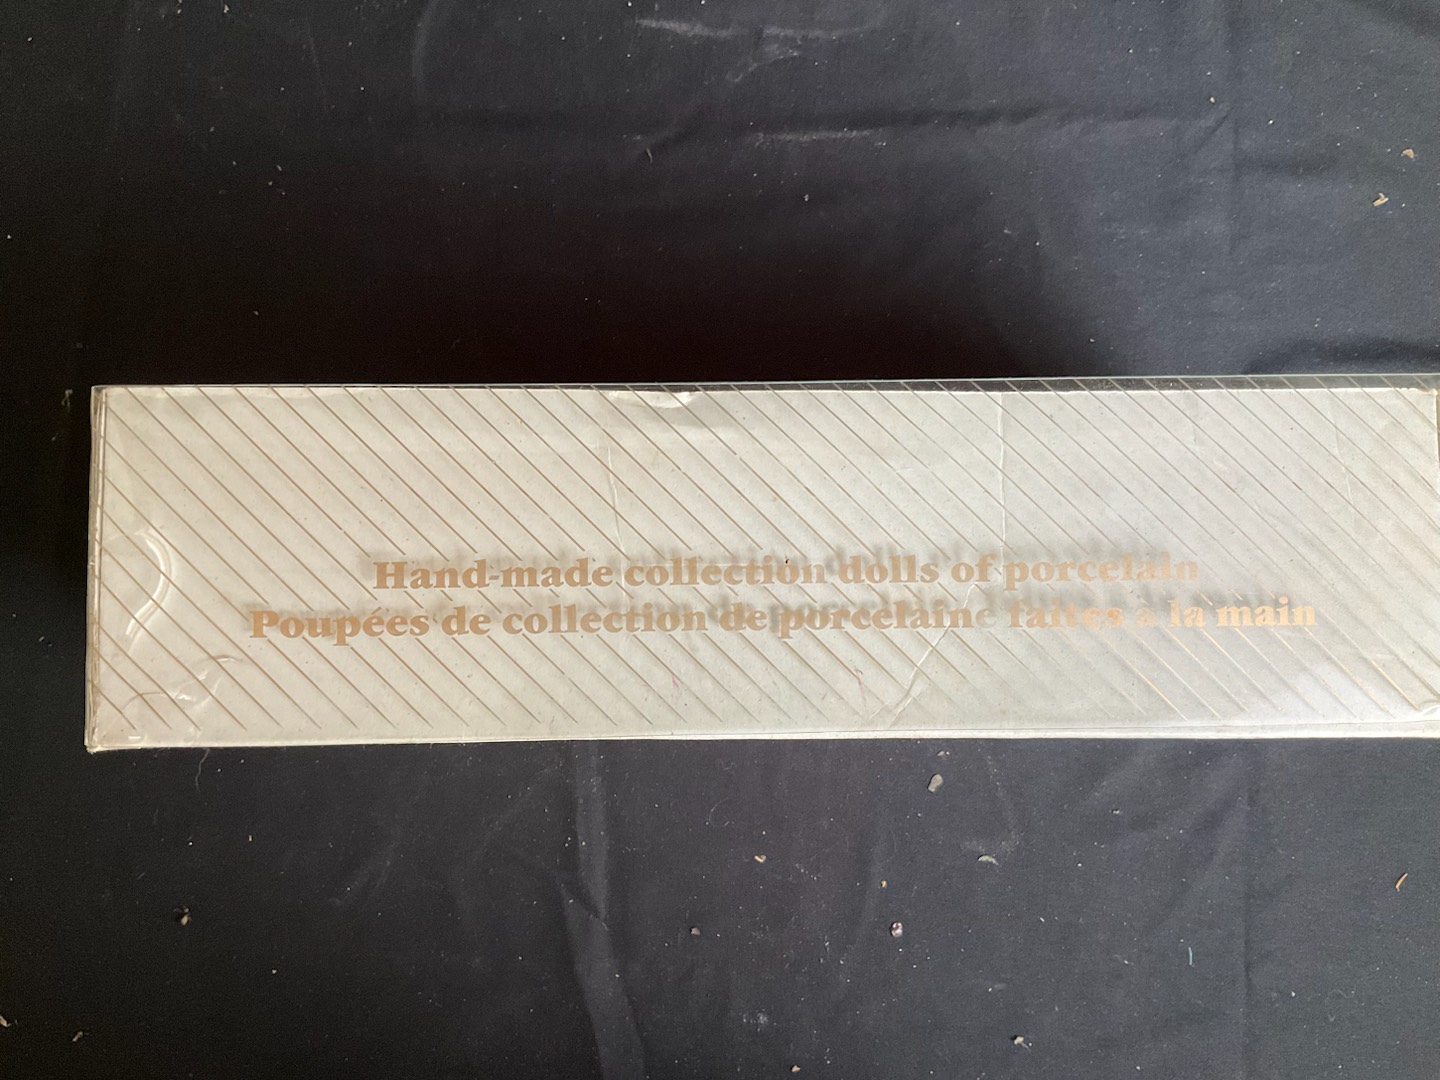 Hand-made collection dolls of porcelain
Poupées de collection de porcelaine faites a la main